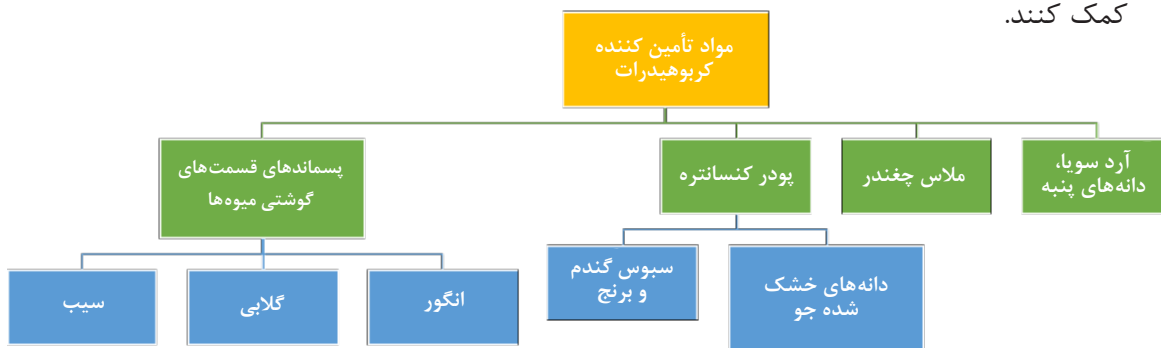 کمک کنند.
مواد تأمین کننده
کربوهیدرات
آرد سویا،
دانه‌های پنبه
ملاس چغندر
پودر کنسانتره
پسماندهای قسمت‌های
گوشتی میوه‌ها
دانه‌های خشک
شده جو
سبوس گندم
و برنج
انگور
گلابی
سیب